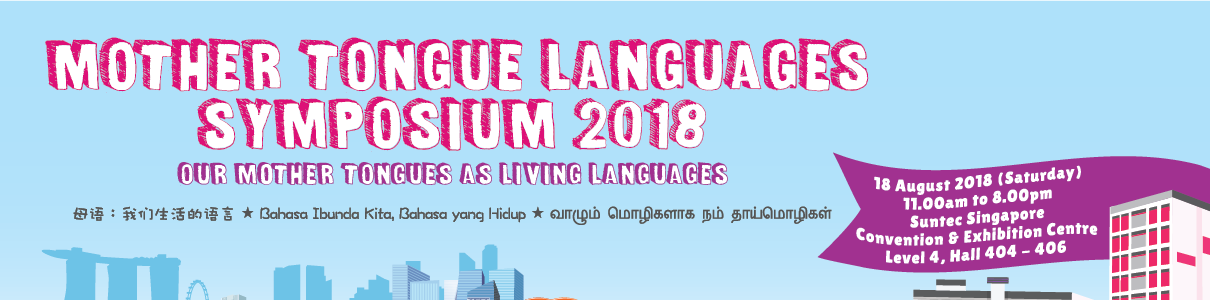 MOTHER TONGUE LANGUAGES
SYMPOSIUM 2018
OUR MOTHER TONGUES AS LIVING LANGUAGES
母语：我们生活的语言 ★ Bahasa Ibunda Kita, Bahasa yang Hidup ★ வாழும் மொழிகளாக நம் தாய்மொழிகள்
18 August 2018 (Saturday)
11.00am to 8.00pm
Suntec Singapore
Convention & Exhibition Centre
Level 4, Hall 404 – 406